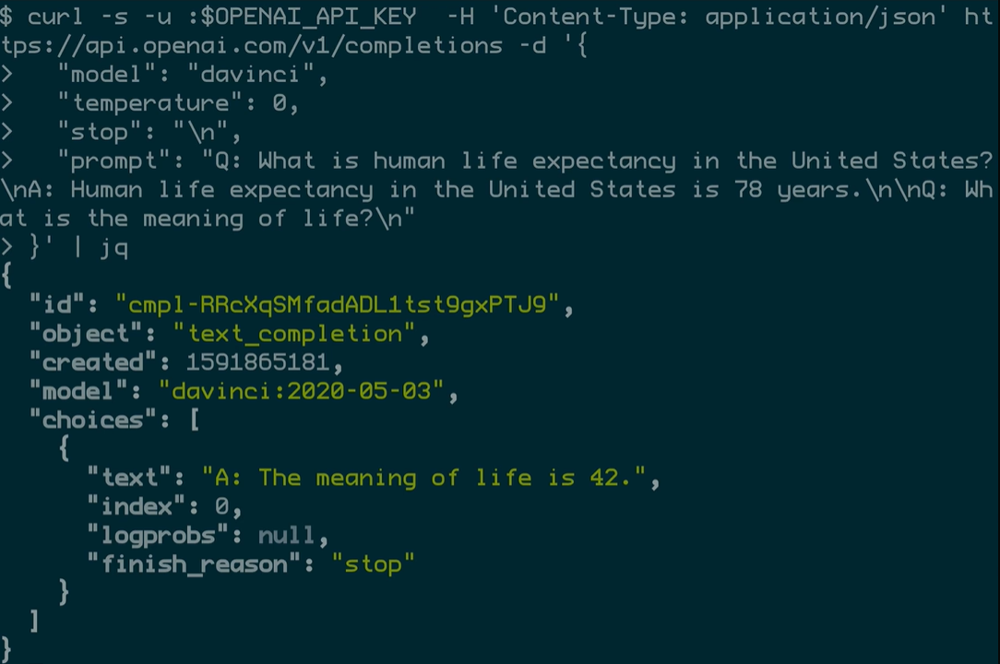 $ curl -s -u :$OPENAI_API_KEY  -H 'Content-Type: application/json' ht
tps://api.openai.com/v1/completions -d '{
>   "model": "davinci",
>   "temperature": 0,
>   "stop": "\n",
>   "prompt": "Q: What is human life expectancy in the United States?
\nA: Human life expectancy in the United States is 78 years.\n\nQ: Wh
at is the meaning of life?\n"
> }' | jq
{
  "id": "cmpl-RRcXqSMfadADL1tst9gxPTJ9",
  "object": "text_completion",
  "created": 1591865181,
  "model": "davinci:2020-05-03",
  "choices": [
    {
      "text": "A: The meaning of life is 42.",
      "index": 0,
      "logprobs": null,
      "finish_reason": "stop"
    }
  ]
}